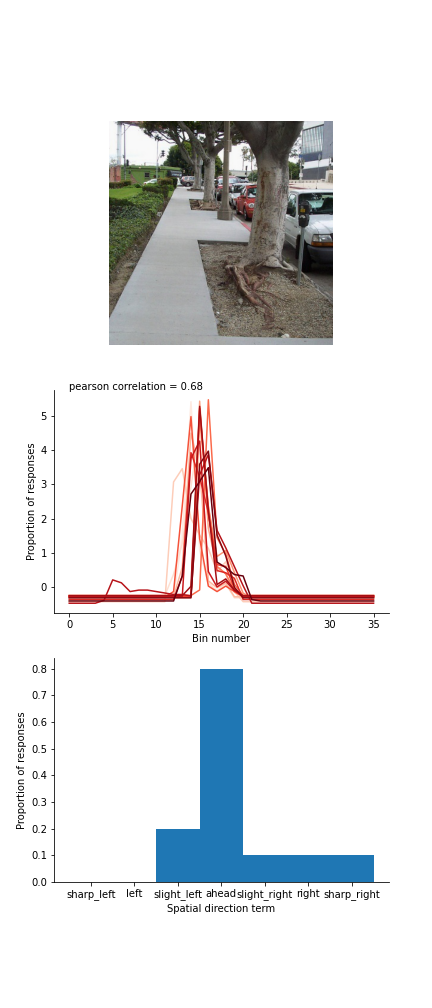 pearson correlation = 0.68
5
4
3
2
1
0
Proportion of responses
0 5 10 15 20 25 30 35
Bin number
0.8
0.7
0.6
0.5
0.4
0.3
0.2
0.1
0.0
Proportion of responses
sharp_left left slight_left ahead slight_right right sharp_right
Spatial direction term